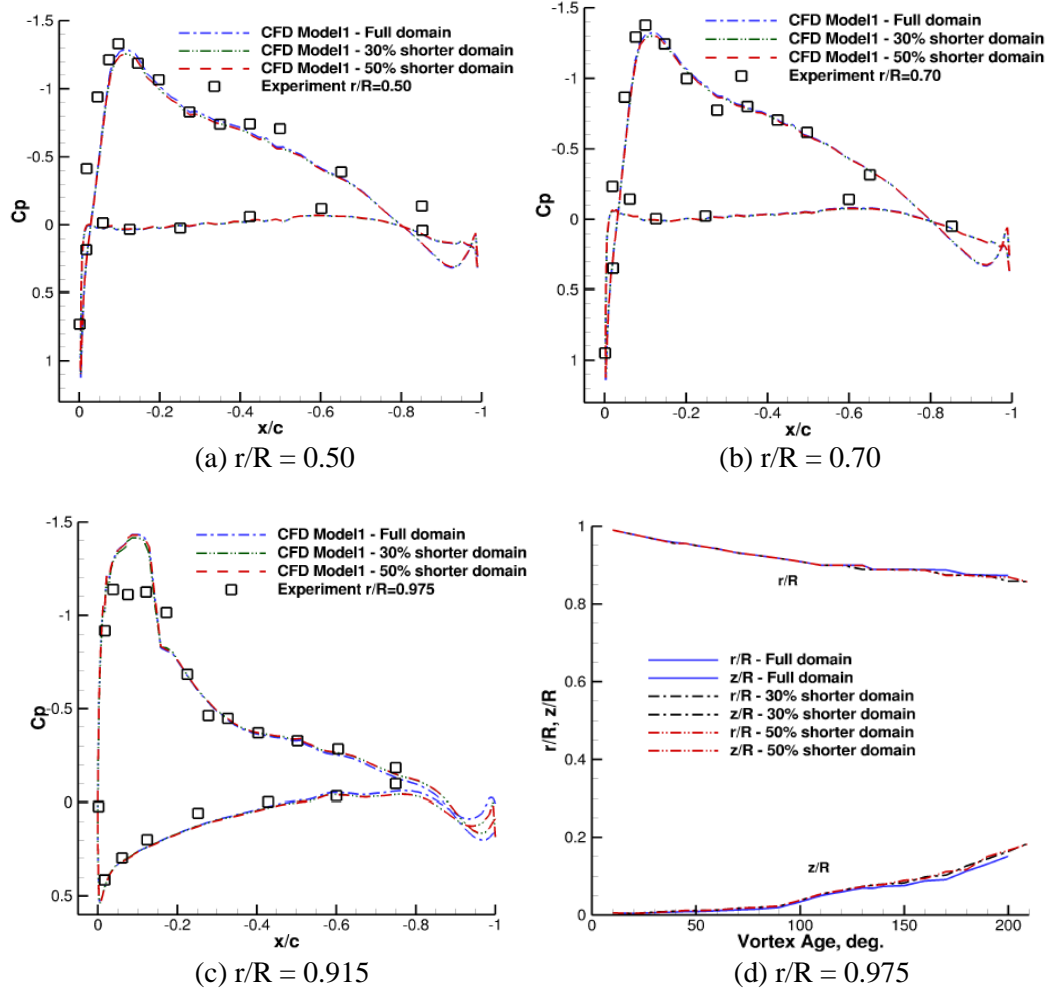 -1.5
-1
-0.5
0
0.5
1
Cp
CFD Model1 - Full domain
CFD Model1 - 30% shorter domain
CFD Model1 - 50% shorter domain
Experiment r/R=0.50
0 -0.2 -0.4 -0.6 -0.8 -1
x/c
(a) r/R = 0.50
-1.5
-1
-0.5
0
0.5
1
Cp
CFD Model1 - Full domain
CFD Model1 - 30% shorter domain
CFD Model1 - 50% shorter domain
Experiment r/R=0.70
0 -0.2 -0.4 -0.6 -0.8 -1
x/c
(b) r/R = 0.70
-1.5
-1
-0.5
0
0.5
Cp
CFD Model1 - Full domain
CFD Model1 - 30% shorter domain
CFD Model1 - 50% shorter domain
Experiment r/R=0.975
0 -0.2 -0.4 -0.6 -0.8 -1
x/c
(c) r/R = 0.915
1
0.8
0.6
0.4
0.2
0
r/R, z/R
r/R
r/R - Full domain
z/R - Full domain
r/R - 30% shorter domain
z/R - 30% shorter domain
r/R - 50% shorter domain
z/R - 50% shorter domain
z/R
50 100 150 200
Vortex Age, deg.
(d) r/R = 0.975